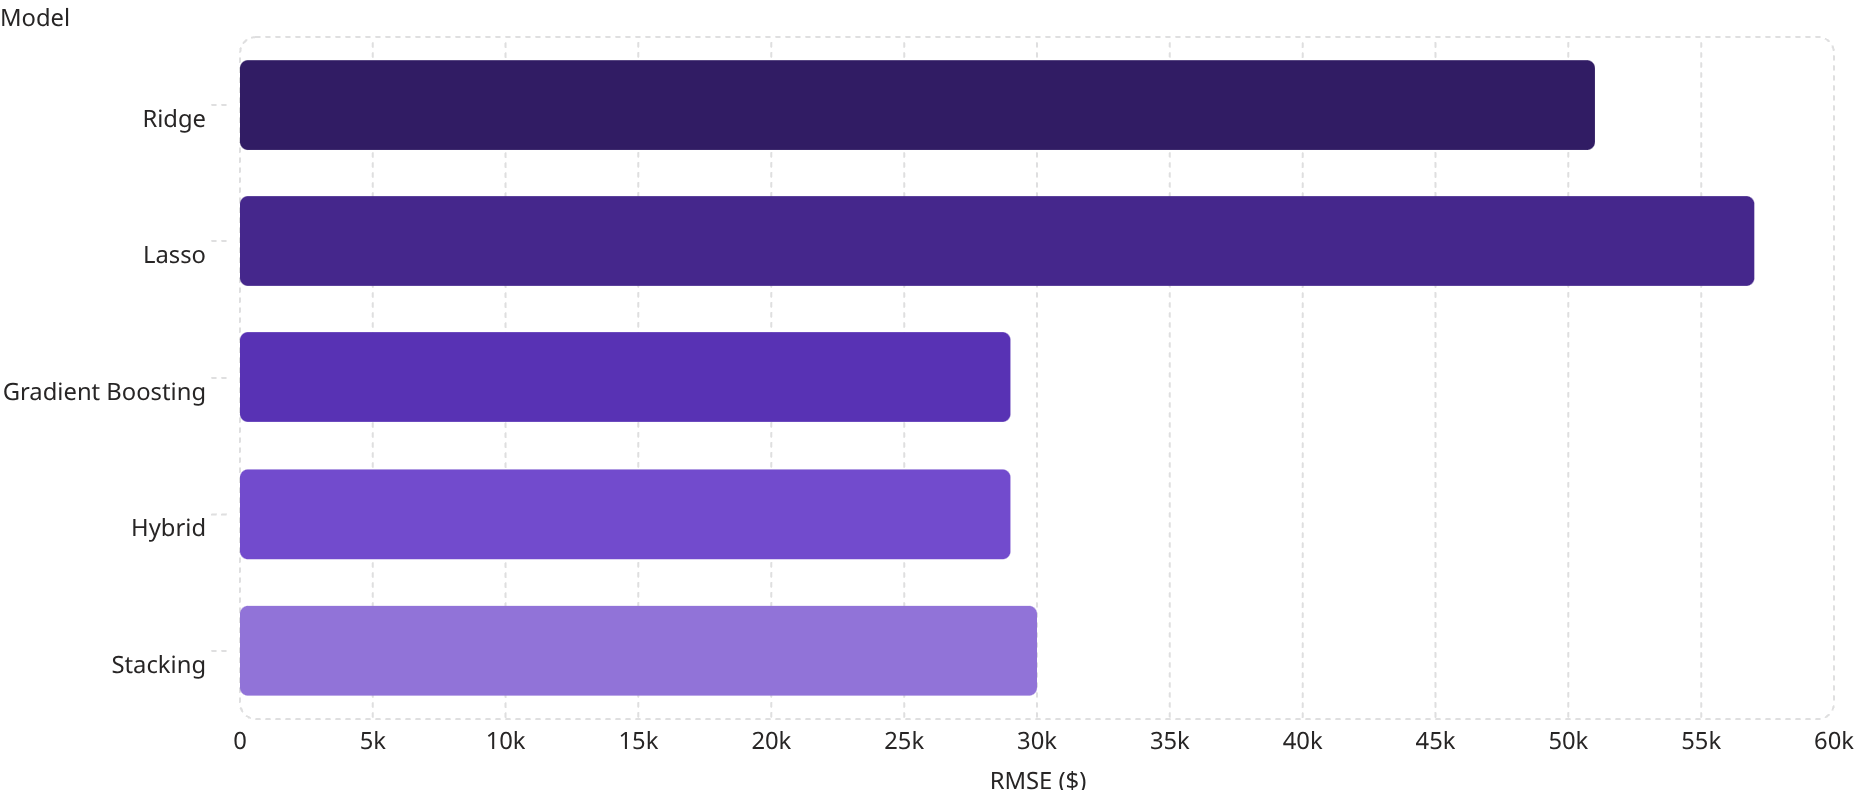 Model
Ridge
Lasso
Gradient Boosting
Hybrid
Stacking
0 5k 10k 15k 20k 25k 30k 35k 40k 45k 50k 55k 60k
RMSE ($)